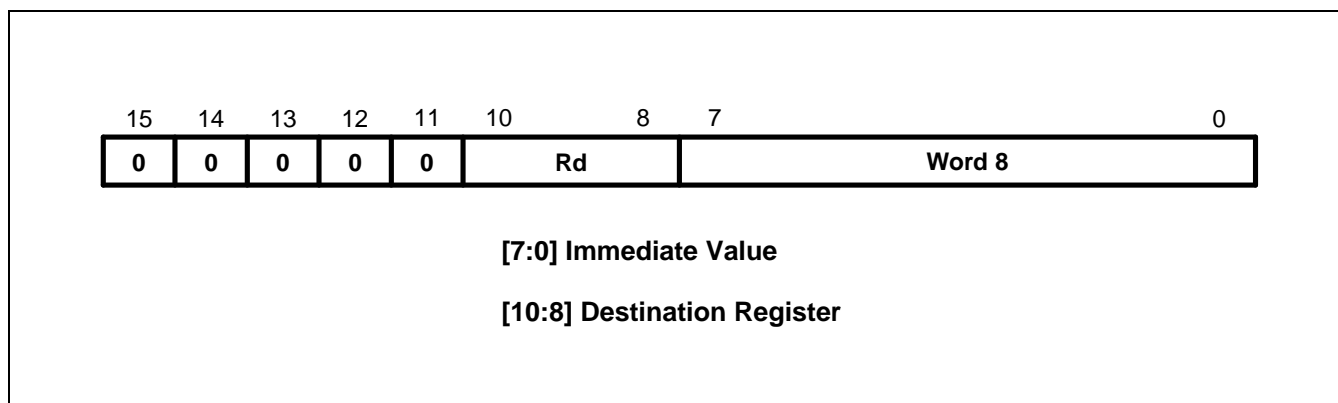 15 14 13 12 11 10 8 7 0
0 0 0 0 0 Rd Word 8
[7:0] Immediate Value
[10:8] Destination Register